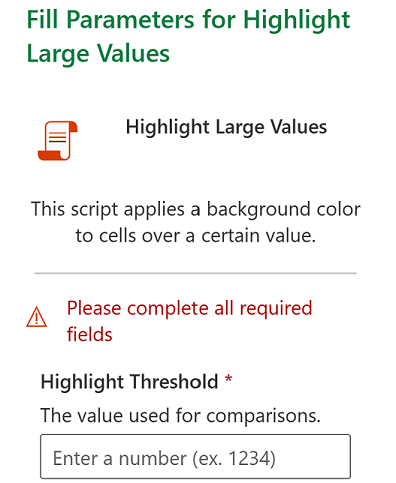 Fill Parameters for Highlight
Large Values
Highlight Large Values
This script applies a background color
to cells over a certain value.
Please complete all required
fields
Highlight Threshold *
The value used for comparisons.
Enter a number (ex. 1234)